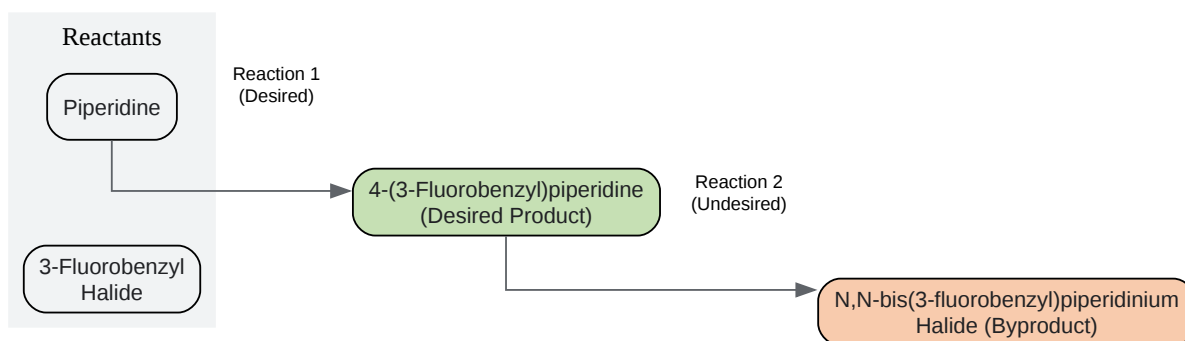 Reactants
Piperidine
Reaction 1
(Desired)
4-(3-Fluorobenzyl)piperidine
(Desired Product)
Reaction 2
(Undesired)
3-Fluorobenzyl
Halide
N,N-bis(3-fluorobenzyl)piperidinium
Halide (Byproduct)